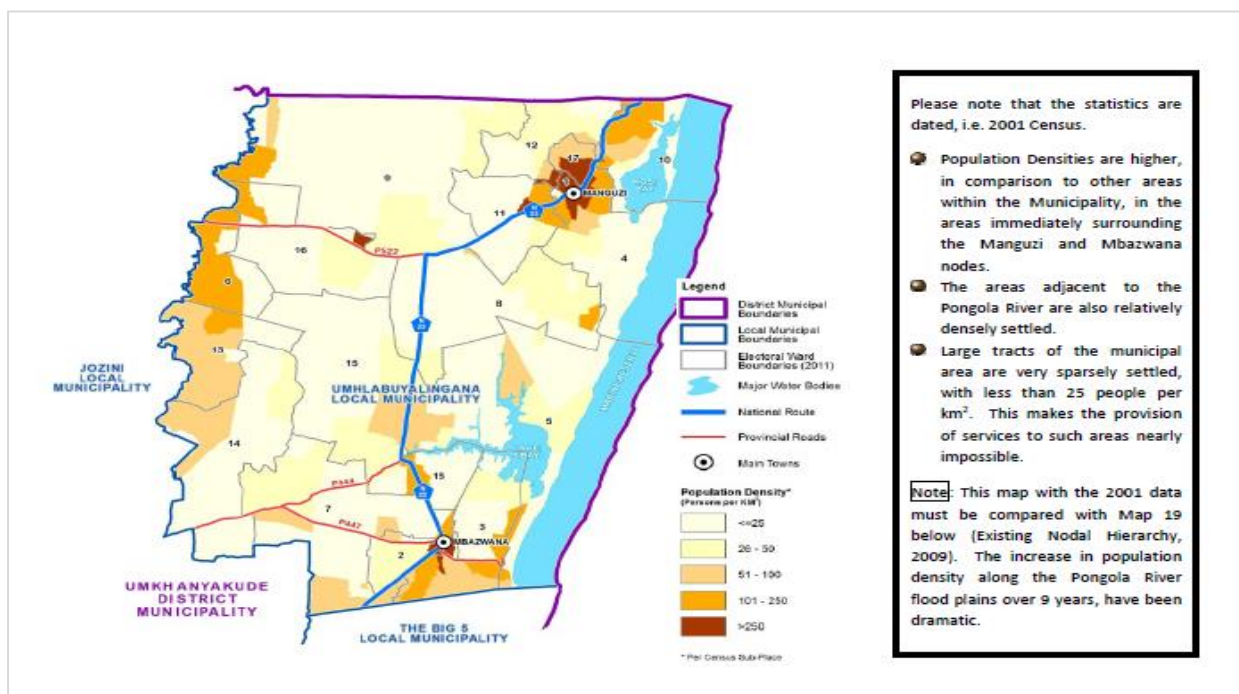 12
17
10
9
1
MANGUZI
11
N
22
P522
16
4
6
8
N
22
13
15
JOZINI
LOCAL
MUNICIPALITY
UMHLABUYALINGANA
LOCAL MUNICIPALITY
5
14
15
P444
N
22
7
P447
3
MBAZWANA
2
UMKHANYAKUDE
DISTRICT
MUNICIPALITY
THE BIG 5
LOCAL MUNICIPALITY
Legend
District Municipal
Boundaries
Local Municipal
Boundaries
Electoral Ward
Boundaries (2011)
Major Water Bodies
National Route
Provincial Roads
Main Towns
Population Density*
(Persons per KM²)
<=25
26 - 50
51 - 100
101 - 250
>250
* Per Census Sub-Place
Please note that the statistics are
dated, i.e. 2001 Census.
Population Densities are higher,
in comparison to other areas
within the Municipality, in the
areas immediately surrounding
the Manguzi and Mbazwana
nodes.
The areas adjacent to the
Pongola River are also relatively
densely settled.
Large tracts of the municipal
area are very sparsely settled,
with less than 25 people per
km². This makes the provision
of services to such areas nearly
impossible.
Note: This map with the 2001 data
must be compared with Map 19
below (Existing Nodal Hierarchy,
2009). The increase in population
density along the Pongola River
flood plains over 9 years, have been
dramatic.